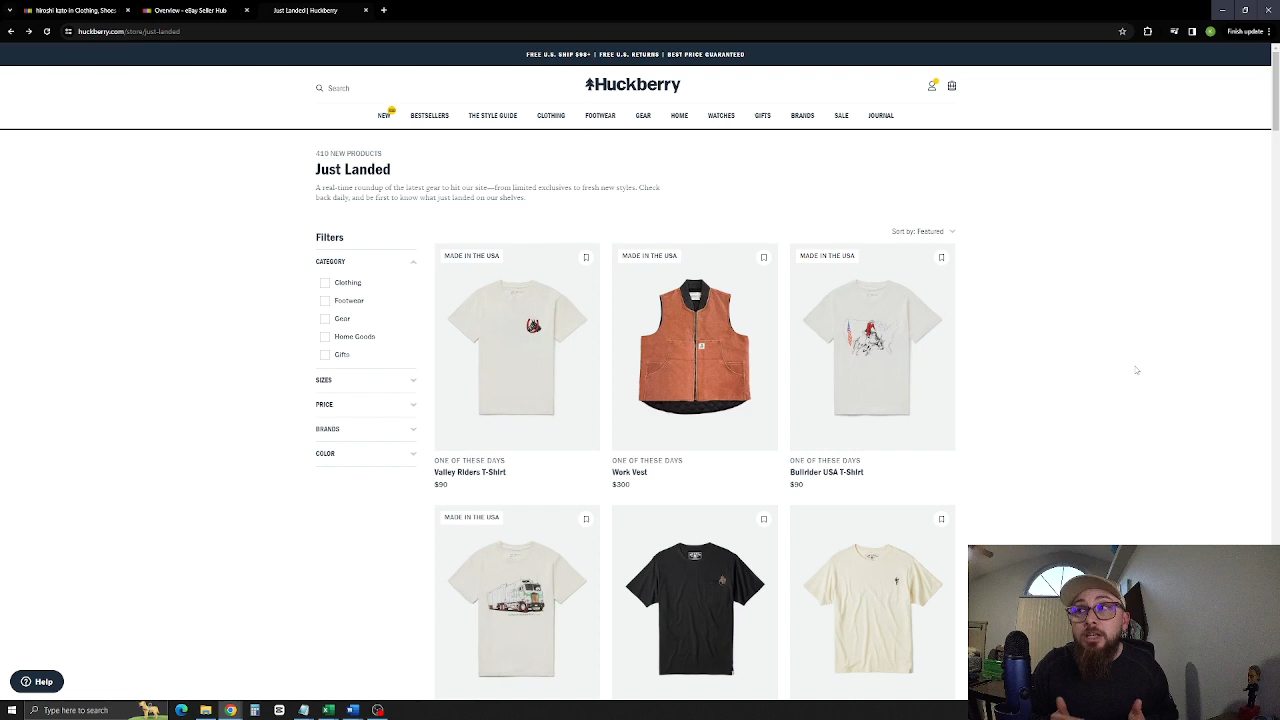 hiroshi kato in Clothing, Shoes
Overview - eBay Seller Hub
Just Landed | Huckberry
huckberry.com/store/just-landed
K
Finish update
FREE U.S. SHIP $98+ | FREE U.S. RETURNS | BEST PRICE GUARANTEED
Search
Huckberry
NEW
BESTSELLERS
THE STYLE GUIDE
CLOTHING
FOOTWEAR
GEAR
HOME
WATCHES
GIFTS
BRANDS
SALE
JOURNAL
410 NEW PRODUCTS
Just Landed
A real-time roundup of the latest gear to hit our site—from limited exclusives to fresh new styles. Check
back daily, and be first to know what just landed on our shelves.
Sort by: Featured
Filters
CATEGORY
Clothing
Footwear
Gear
Home Goods
Gifts
SIZES
PRICE
BRANDS
COLOR
MADE IN THE USA
MADE IN THE USA
MADE IN THE USA
ONE OF THESE DAYS
Valley Riders T-Shirt
$90
ONE OF THESE DAYS
Work Vest
$300
ONE OF THESE DAYS
Bullrider USA T-Shirt
$90
MADE IN THE USA
Help
Type here to search